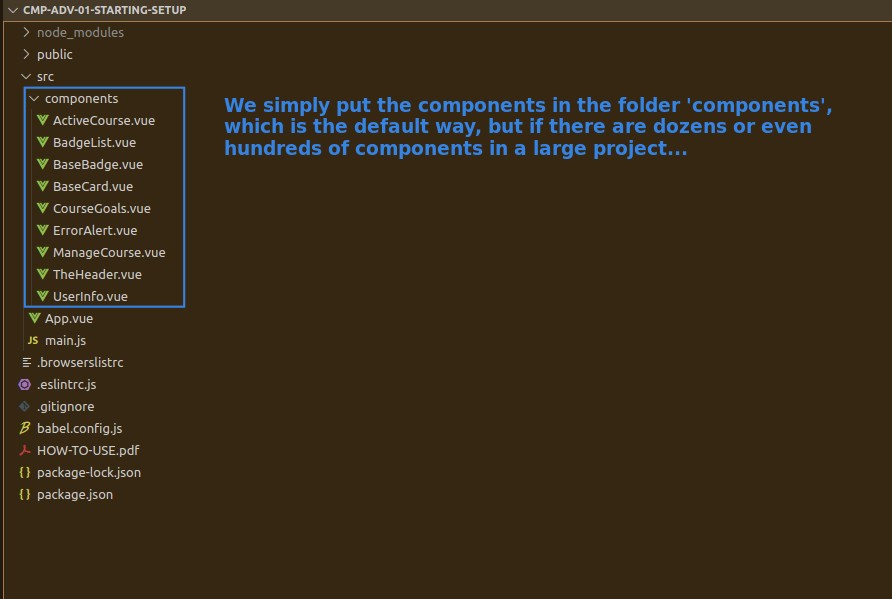 CMP-ADV-01-STARTING-SETUP
node_modules
public
src
components
We simply put the components in the folder 'components',
which is the default way, but if there are dozens or even
hundreds of components in a large project...
ActiveCourse.vue
BadgeList.vue
BaseBadge.vue
BaseCard.vue
CourseGoals.vue
ErrorAlert.vue
ManageCourse.vue
TheHeader.vue
UserInfo.vue
App.vue
JS main.js
.browserslistrc
.eslintrc.js
.gitignore
babel.config.js
HOW-TO-USE.pdf
{ } package-lock.json
{ } package.json